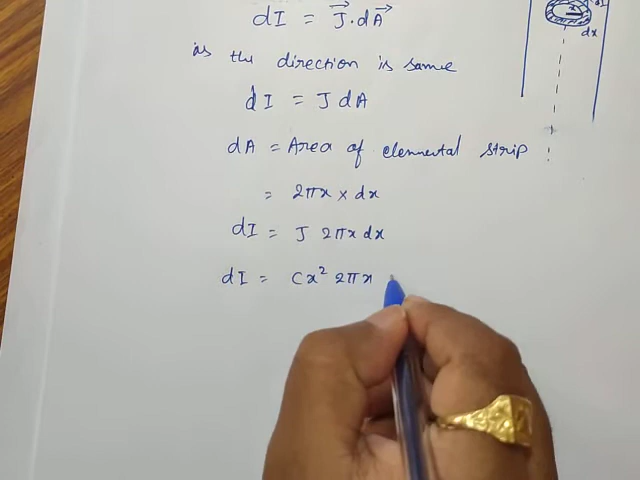 dI = J⃗ . dA⃗
as the direction is same
dI = J dA
dA = Area of elemental strip
= 2πx × dx
dI = J 2πx dx
dI = Cx² 2πx
x
dI
dx